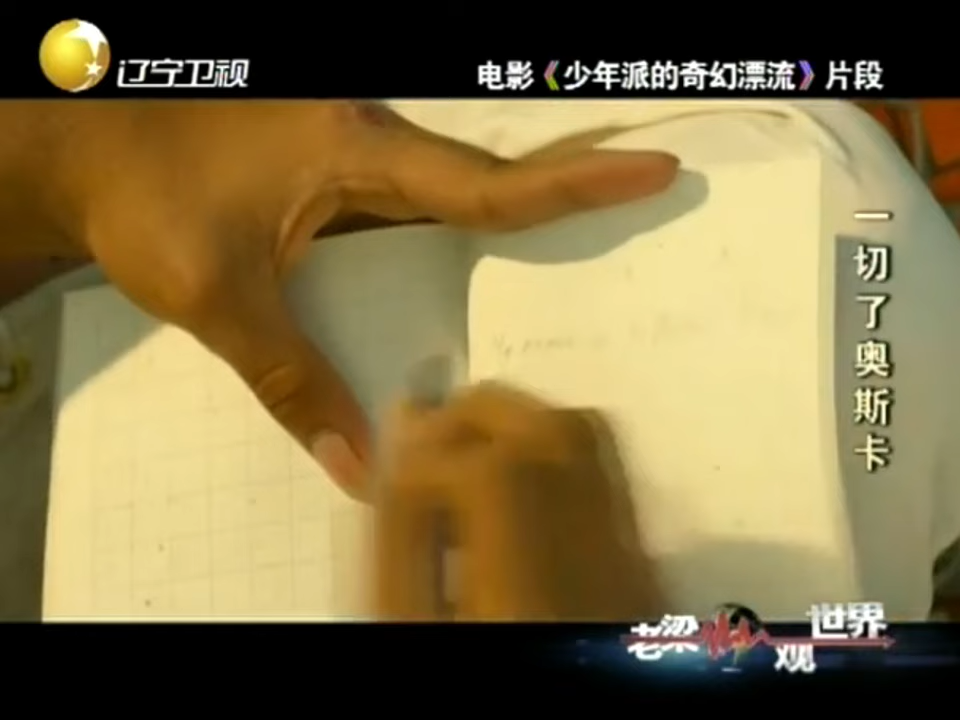 辽宁卫视
电影《少年派的奇幻漂流》片段
一切了奥斯卡
老梁
观
世界